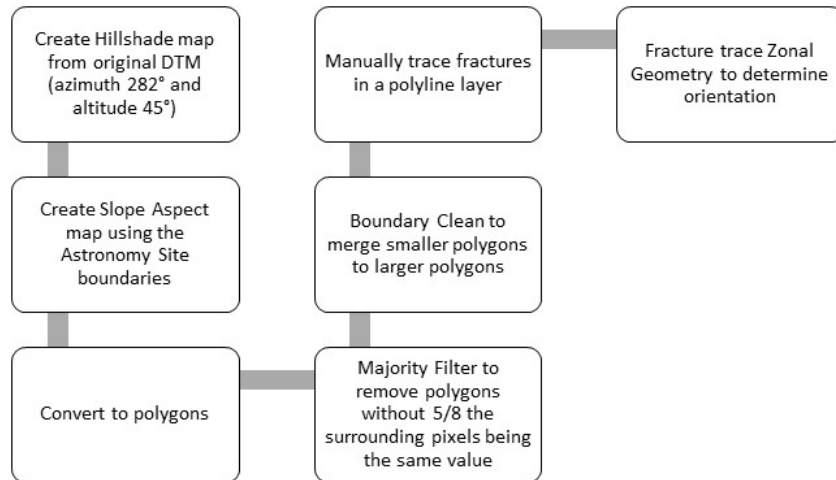 Create Hillshade map
from original DTM
(azimuth 282° and
altitude 45°)
Create Slope Aspect
map using the
Astronomy Site
boundaries
Convert to polygons
Majority Filter to
remove polygons
without 5/8 the
surrounding pixels being
the same value
Boundary Clean to
merge smaller polygons
to larger polygons
Manually trace fractures
in a polyline layer
Fracture trace Zonal
Geometry to determine
orientation